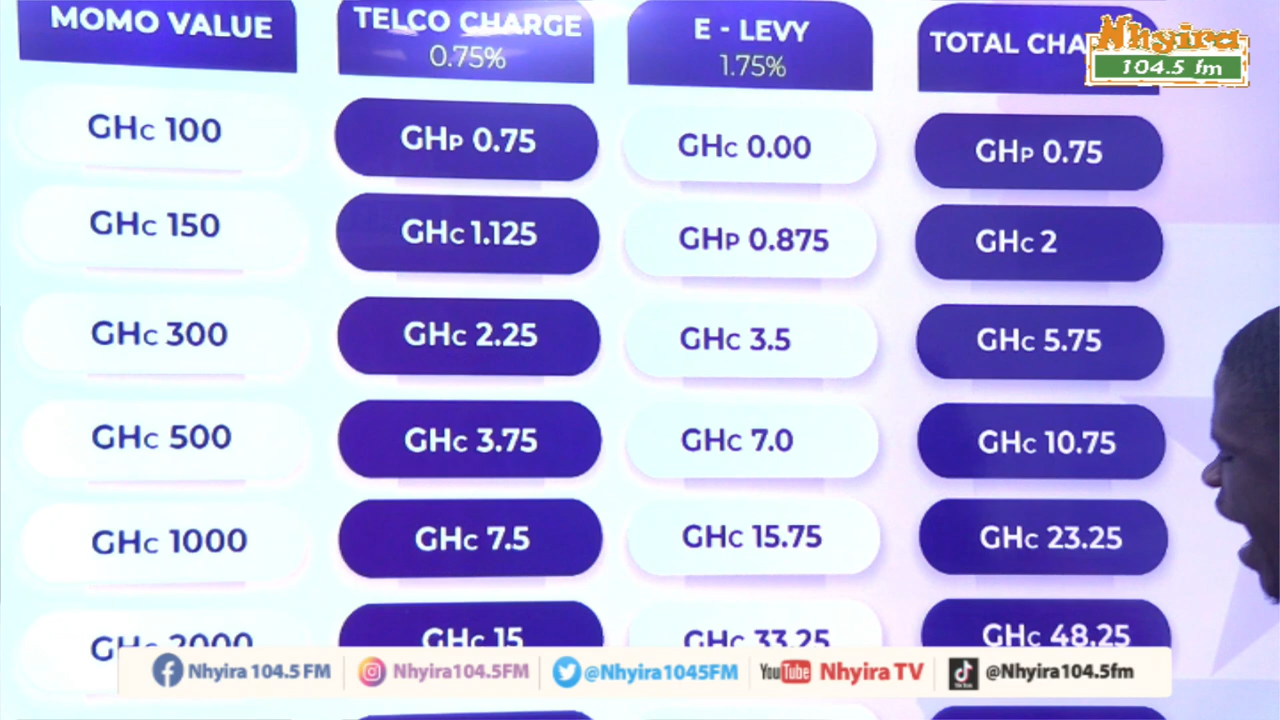 MOMO VALUE TELCO CHARGE E - LEVY TOTAL CHA
0.75% 1.75%
Nhyira
104.5 fm
GHC 100 GHP 0.75 GHC 0.00 GHP 0.75
GHC 150 GHC 1.125 GHP 0.875 GHC 2
GHC 300 GHC 2.25 GHC 3.5 GHC 5.75
GHC 500 GHC 3.75 GHC 7.0 GHC 10.75
GHC 1000 GHC 7.5 GHC 15.75 GHC 23.25
GHC 2000 GHC 15 GHC 33.25 GHC 48.25
Nhyira 104.5 FM Nhyira104.5FM @Nhyira1045FM YouTube Nhyira TV @Nhyira104.5fm